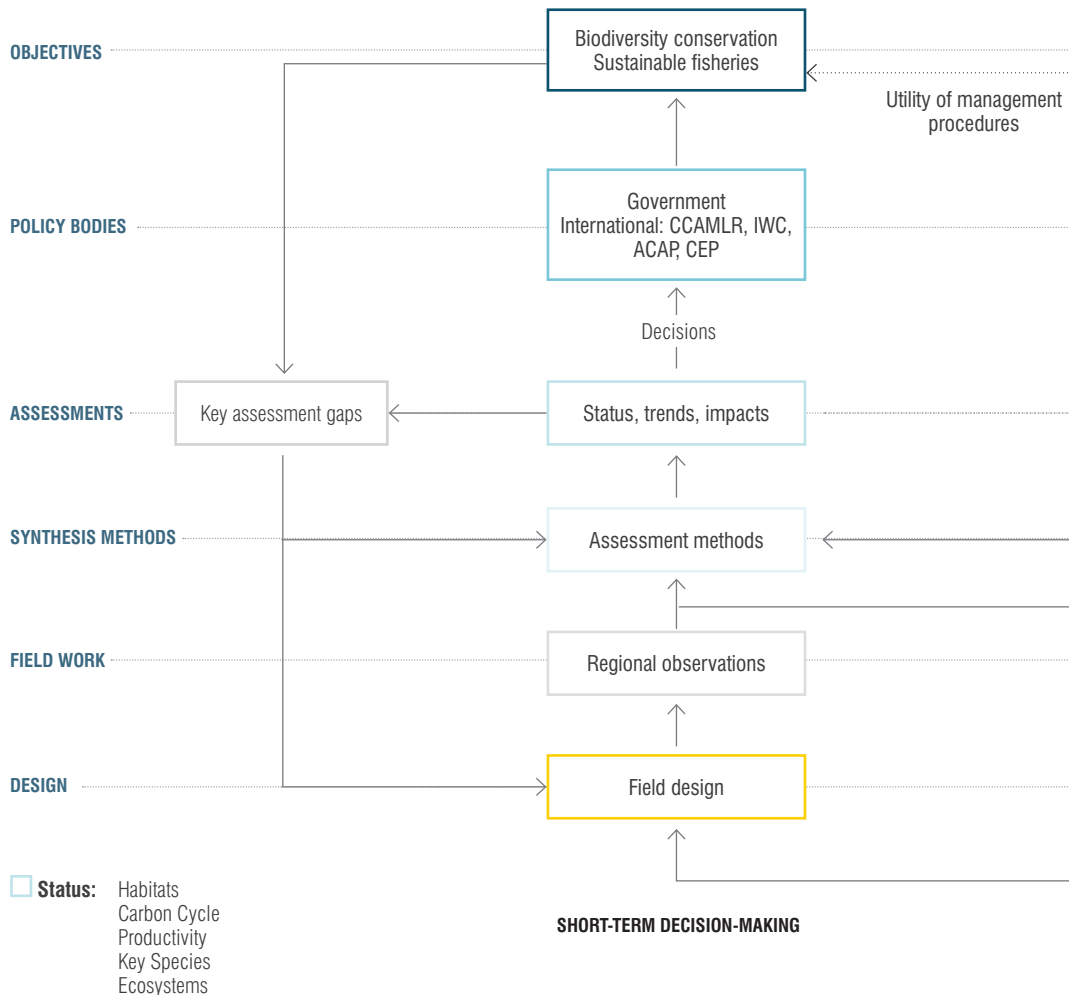 OBJECTIVES
Biodiversity conservation
Sustainable fisheries
Utility of management
procedures
POLICY BODIES
Government
International: CCAMLR, IWC,
ACAP, CEP
Decisions
ASSESSMENTS
Key assessment gaps
Status, trends, impacts
SYNTHESIS METHODS
Assessment methods
FIELD WORK
Regional observations
DESIGN
Field design
Status: Habitats
Carbon Cycle
Productivity
Key Species
Ecosystems
SHORT-TERM DECISION-MAKING